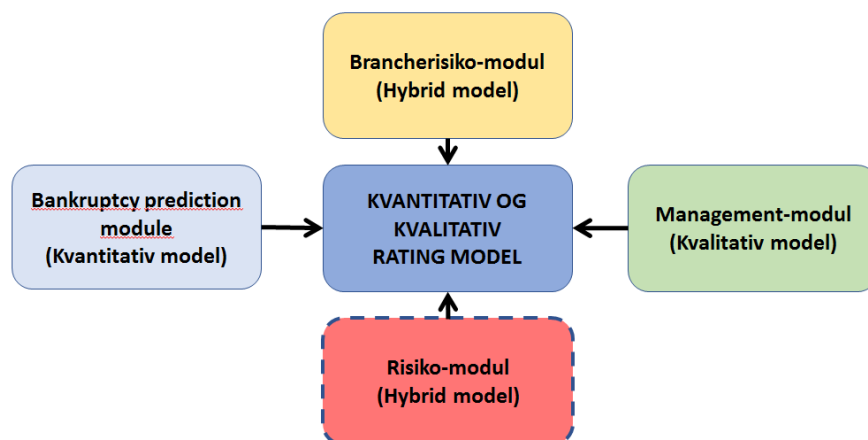 Brancherisiko-modul
(Hybrid model)
Bankruptcy prediction
module
(Kvantitativ model)
KVANTITATIV OG
KVALITATIV
RATING MODEL
Management-modul
(Kvalitativ model)
Risiko-modul
(Hybrid model)